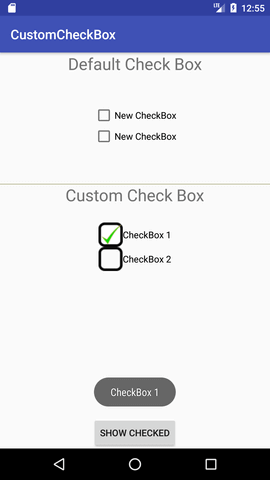 LTE 12:55
CustomCheckBox
Default Check Box
New CheckBox
New CheckBox
Custom Check Box
CheckBox 1
CheckBox 2
CheckBox 1
SHOW CHECKED